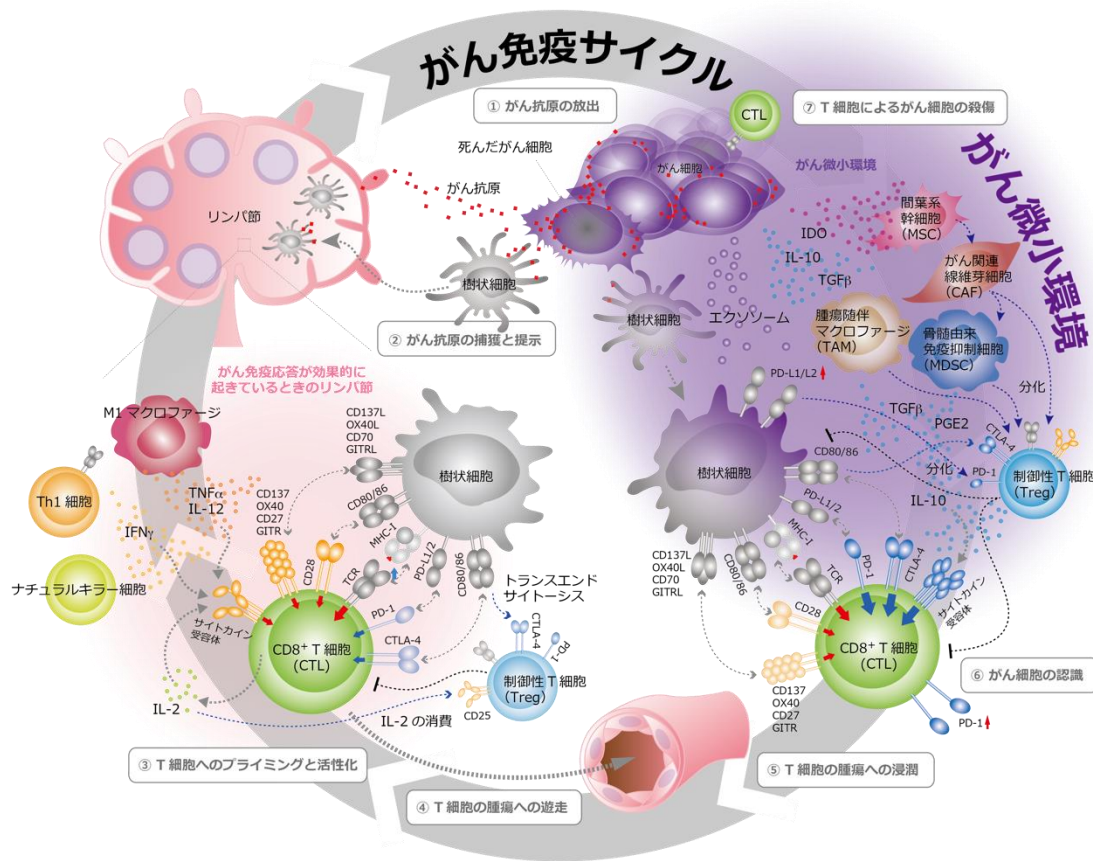 がん免疫サイクル
① がん抗原の放出
⑦ T 細胞によるがん細胞の殺傷
CTL
死んだがん細胞
がん細胞
がん微小環境
がん微小環境
がん抗原
リンパ節
樹状細胞
② がん抗原の捕獲と提示
間葉系
幹細胞
(MSC)
IDO
IL-10
TGFβ
がん関連
線維芽細胞
(CAF)
樹状細胞
エクソソーム
腫瘍随伴
マクロファージ
(TAM)
骨髄由来
免疫抑制細胞
(MDSC)
分化
がん免疫応答が効果的に
起きているときのリンパ節
M1 マクロファージ
Th1 細胞
TNFα
IL-12
IFNγ
ナチュラルキラー細胞
CD137L
OX40L
CD70
GITRL
樹状細胞
CD137
OX40
CD27
GITR
CD80/86
CD28
MHC-I
TCR
PD-L1/2
CD80/86
サイトカイン
受容体
PD-1
CTLA-4
CD8⁺ T 細胞
(CTL)
トランスエンド
サイトーシス
CTLA-4
PD-1
制御性 T 細胞
(Treg)
CD25
IL-2
IL-2 の消費
③ T 細胞へのプライミングと活性化
④ T 細胞の腫瘍への遊走
PD-L1/L2
TGFβ
PGE2
CTLA-4
樹状細胞
CD80/86
分化
PD-1
制御性 T 細胞
(Treg)
IL-10
PD-L1/2
MHC-I
CD137L
OX40L
CD70
GITRL
CD80/86
TCR
PD-1
CTLA-4
サイトカイン
受容体
CD28
CD8⁺ T 細胞
(CTL)
CD137
OX40
CD27
GITR
PD-1
⑥ がん細胞の認識
⑤ T 細胞の腫瘍への浸潤